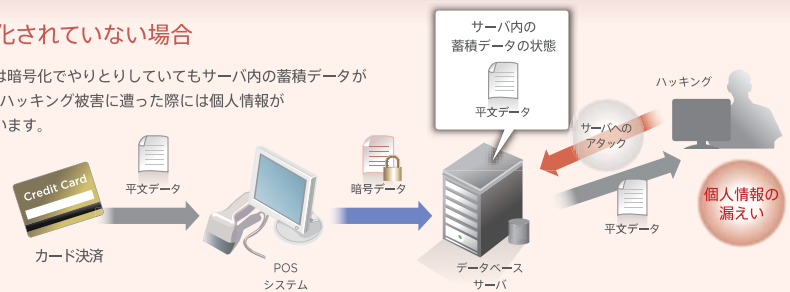 化されていない場合
は暗号化でやりとりしていてもサーバ内の蓄積データが
ハッキング被害に遭った際には個人情報が
います。
サーバ内の
蓄積データの状態
平文データ
Credit Card
カード決済
平文データ
POS
システム
暗号データ
データベース
サーバ
サーバへの
アタック
ハッキング
平文データ
個人情報の
漏えい